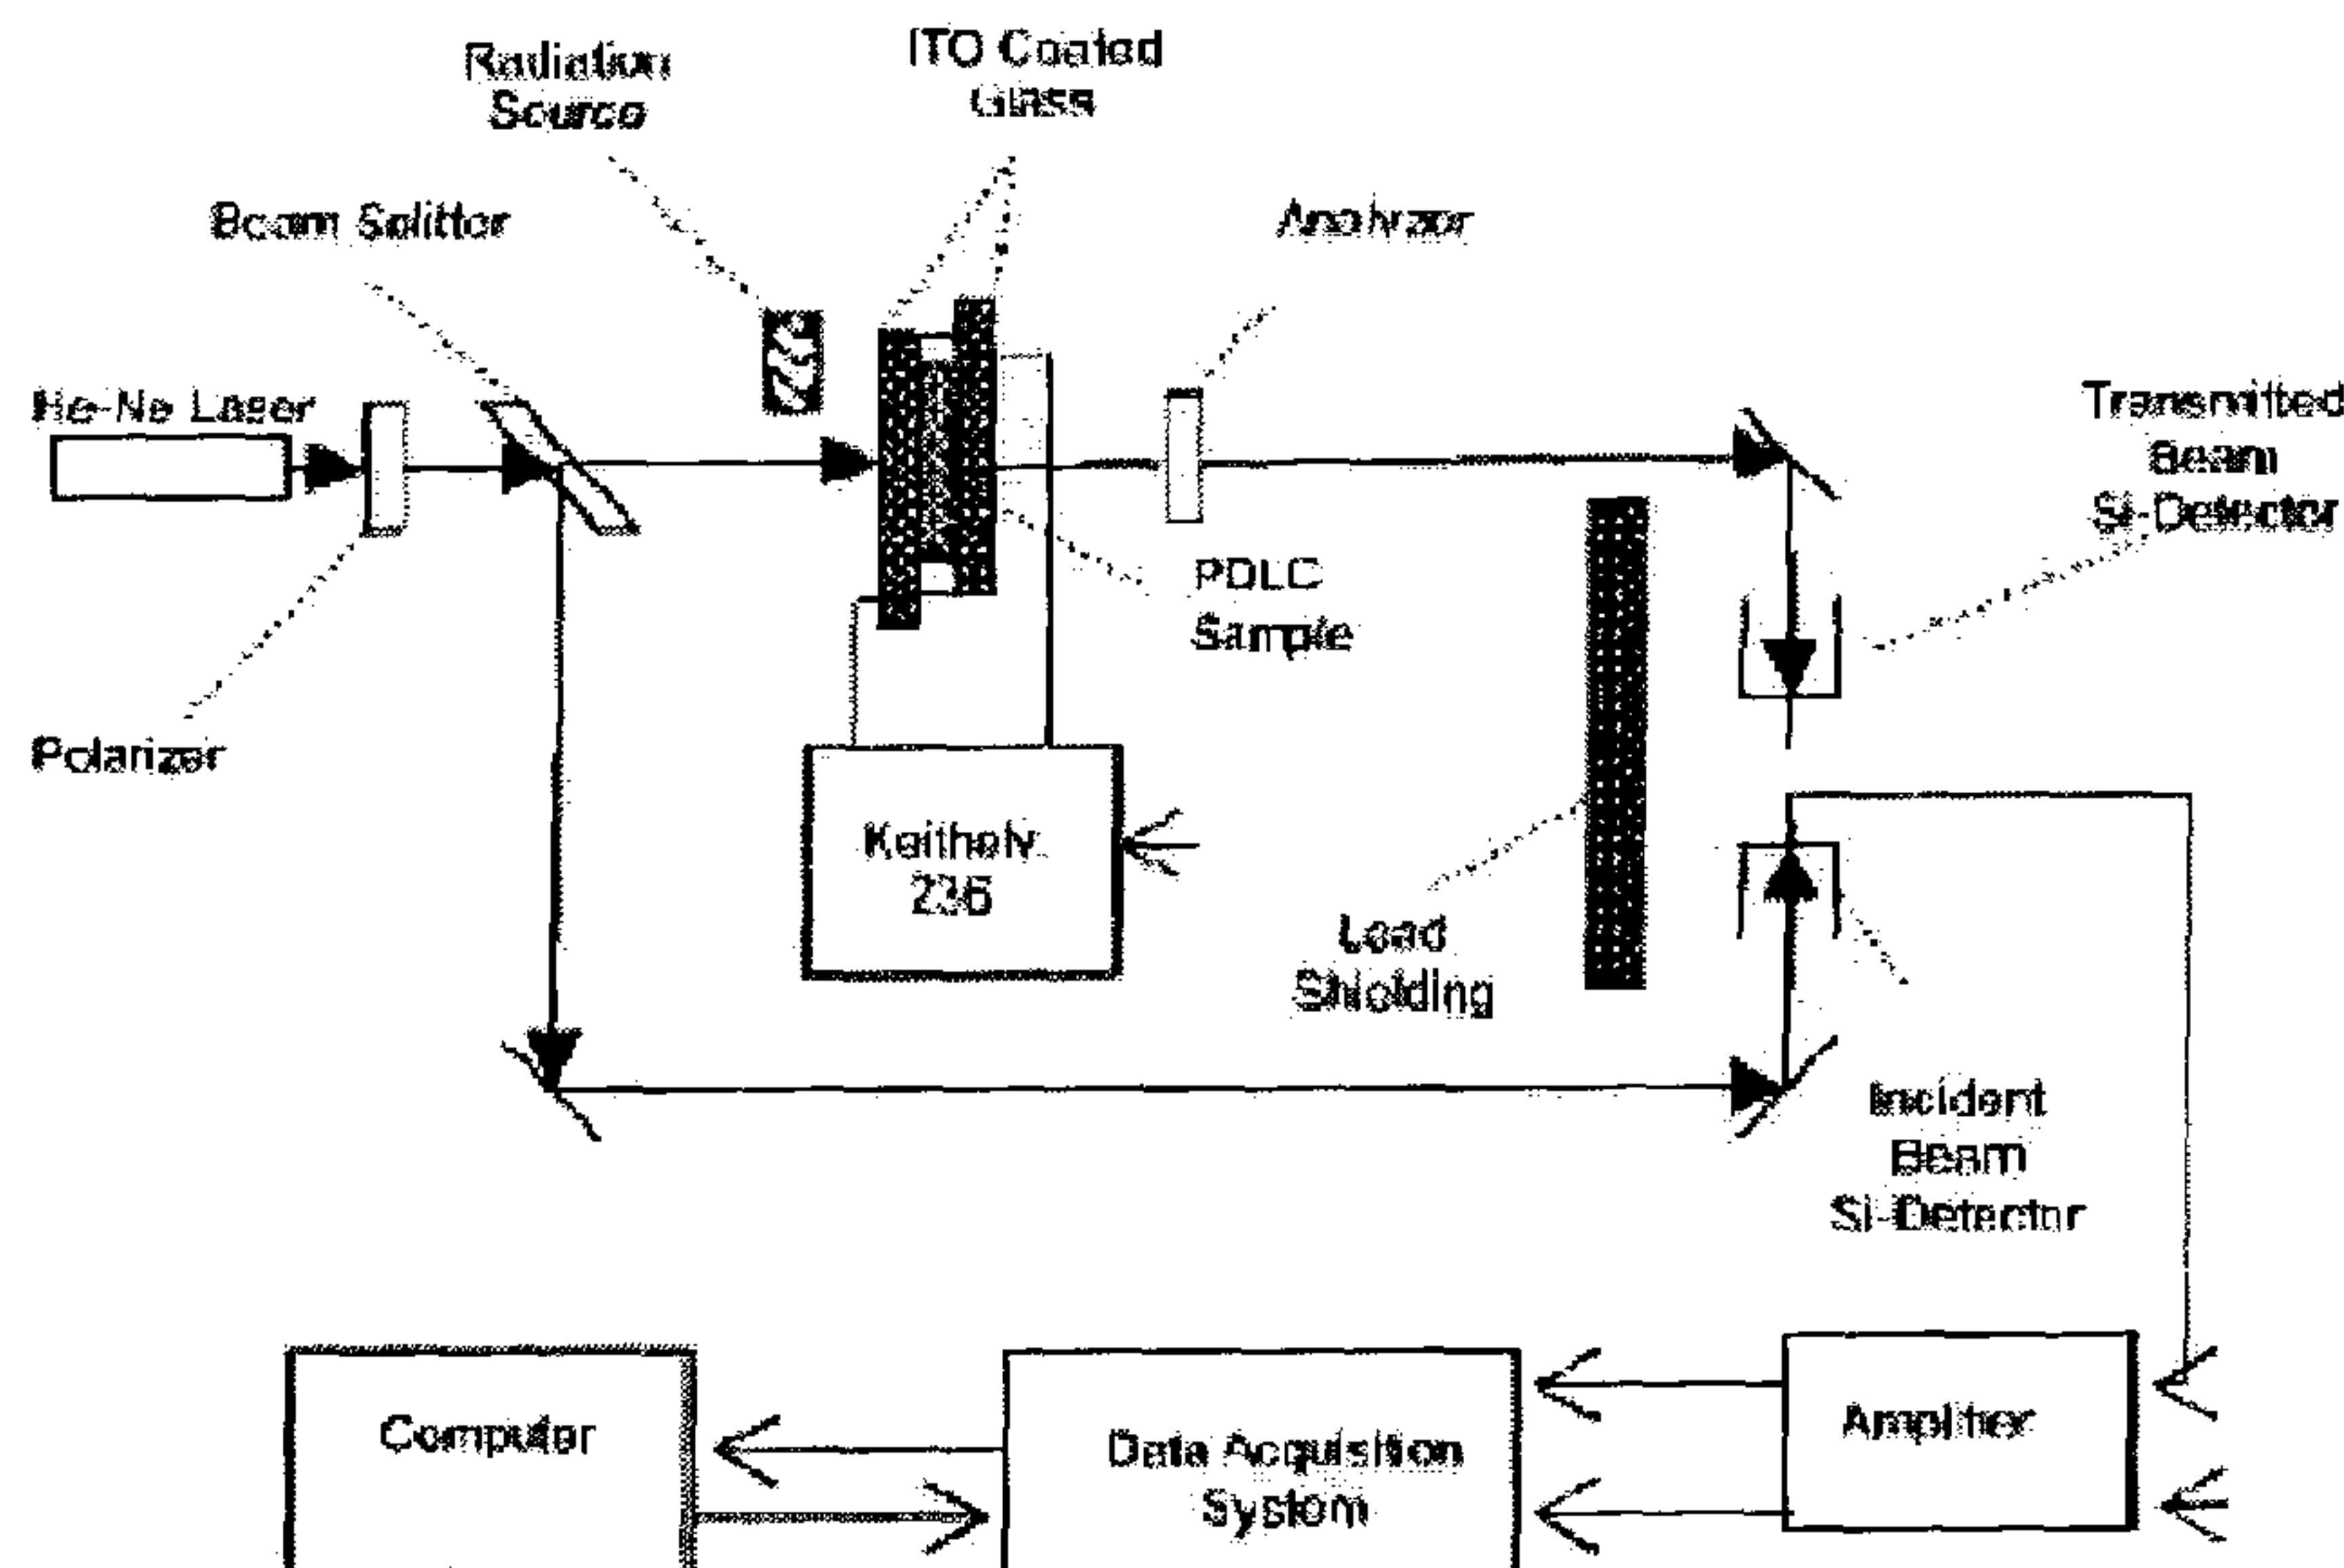 Radiation
Source
ITO Coated
Glass
Beam Splitter
Analyzer
He-Ne Laser
Transmitted
Beam
Si-Detector
PDLC
Sample
Polarizer
Keithely
236
Lead
Shielding
Incident
Beam
Si-Detector
Computer
Data Acquisition
System
Amplifier